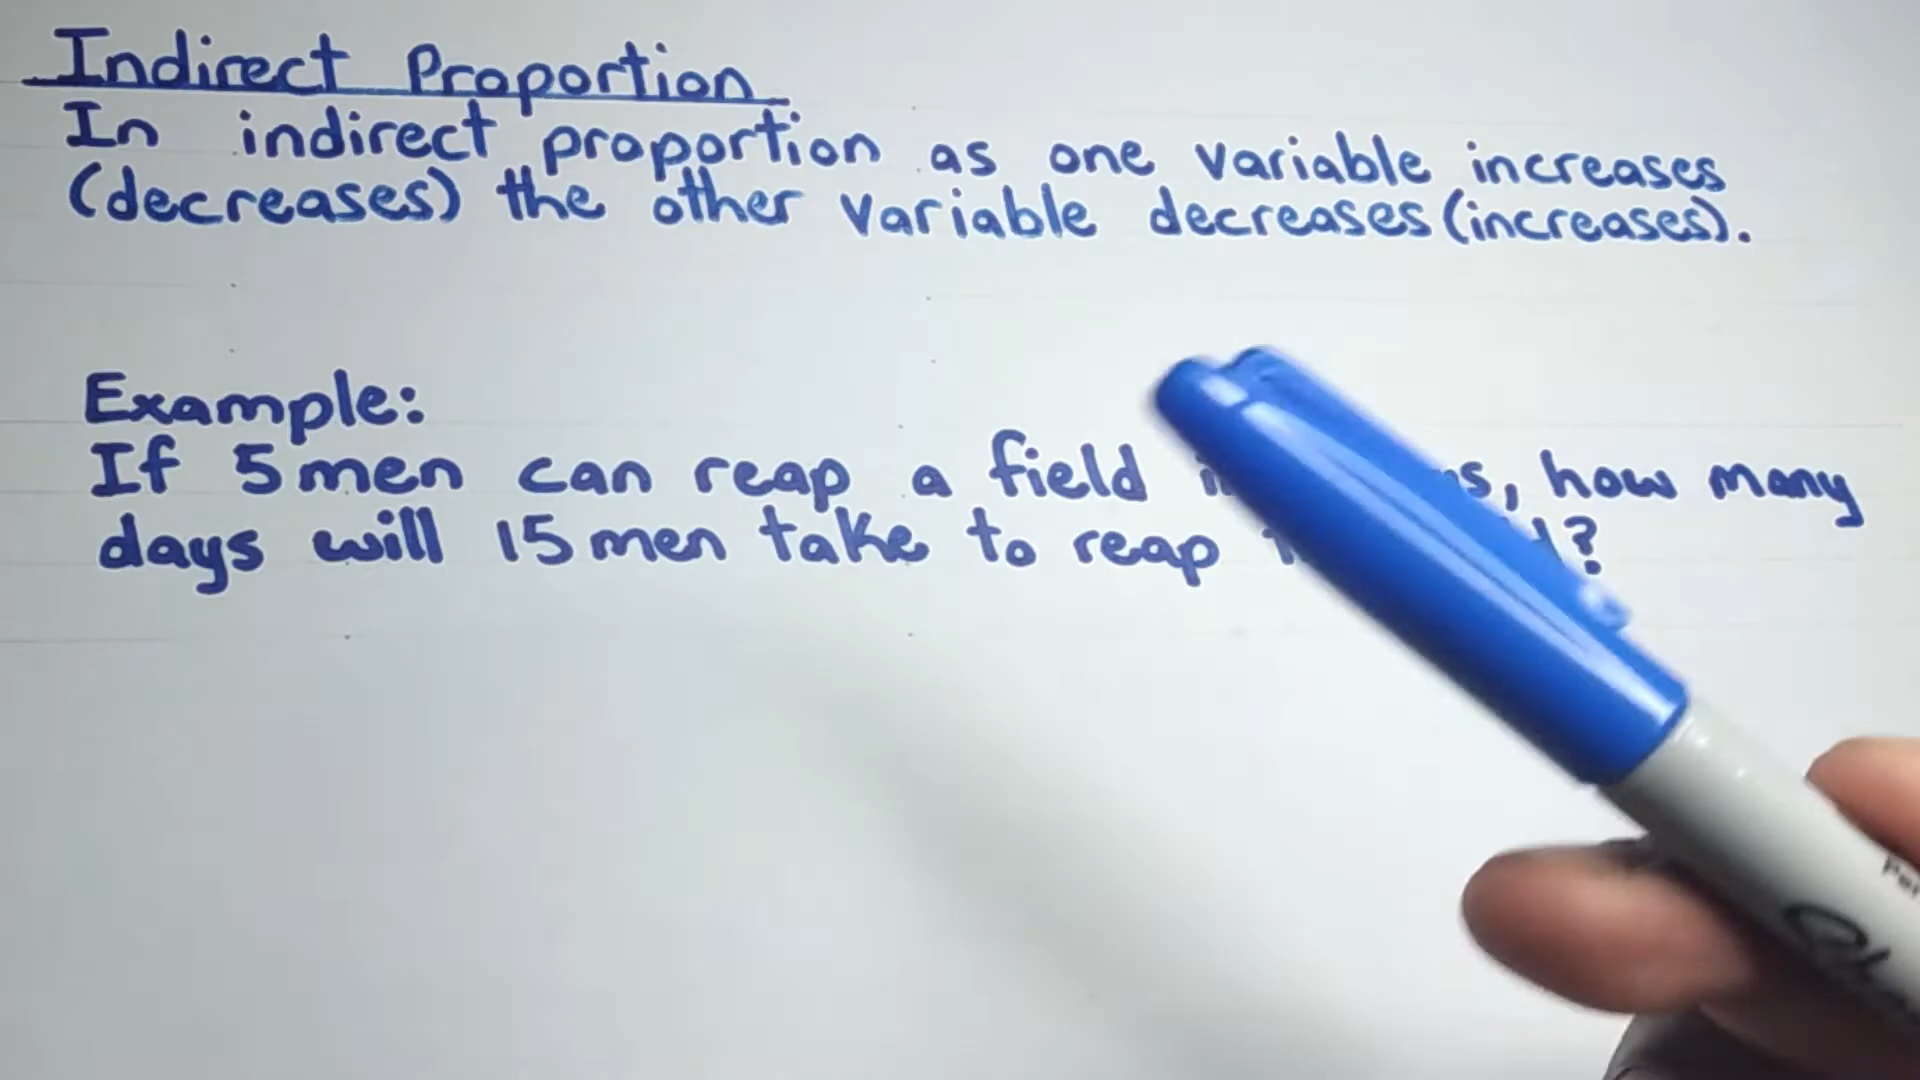 Indirect Proportion
In indirect proportion as one variable increases
(decreases) the other variable decreases (increases).
Example:
If 5 men can reap a field how many
days will 15 men take to reap ?